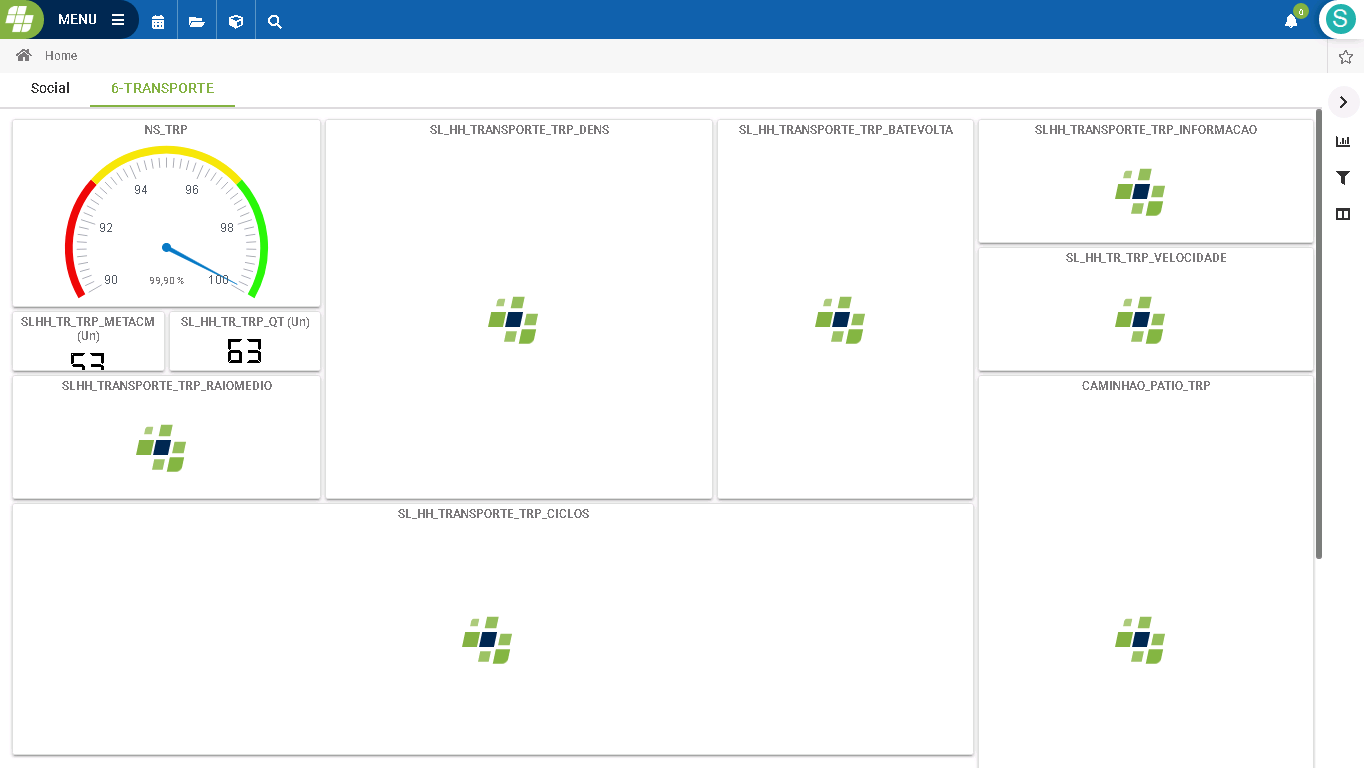 MENU
0
S
Home
Social
6-TRANSPORTE
NS_TRP
94
96
92
98
90
99,90 %
100
SL_HH_TRANSPORTE_TRP_DENS
SL_HH_TRANSPORTE_TRP_BATEVOLTA
SLHH_TRANSPORTE_TRP_INFORMACAO
SL_HH_TR_TRP_VELOCIDADE
SLHH_TR_TRP_METACM
(Un)
SL_HH_TR_TRP_QT (Un)
63
SLHH_TRANSPORTE_TRP_RAIOMEDIO
CAMINHAO_PATIO_TRP
SL_HH_TRANSPORTE_TRP_CICLOS